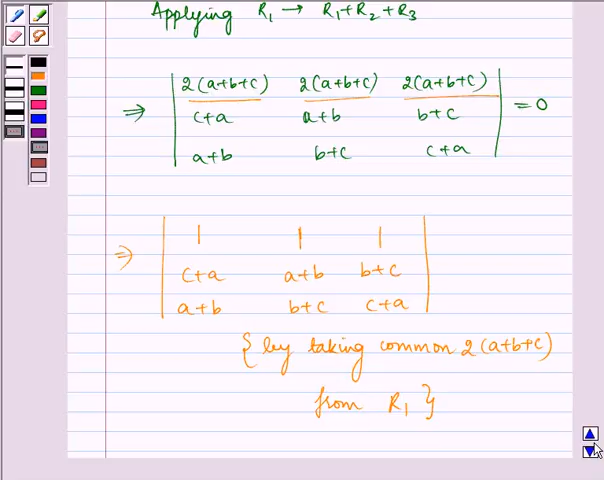 Applying R₁ → R₁+R₂+R₃
⇒ | 2(a+b+c) 2(a+b+c) 2(a+b+c) |
| c+a a+b b+c | = 0
| a+b b+c c+a |
⇒ | 1 1 1 |
| c+a a+b b+c |
| a+b b+c c+a |
{ by taking common 2(a+b+c)
from R₁ }